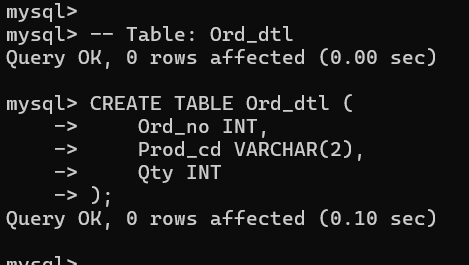 mysql>
mysql> -- Table: Ord_dtl
Query OK, 0 rows affected (0.00 sec)
mysql> CREATE TABLE Ord_dtl (
    ->     Ord_no INT,
    ->     Prod_cd VARCHAR(2),
    ->     Qty INT
    -> );
Query OK, 0 rows affected (0.10 sec)
mysql>